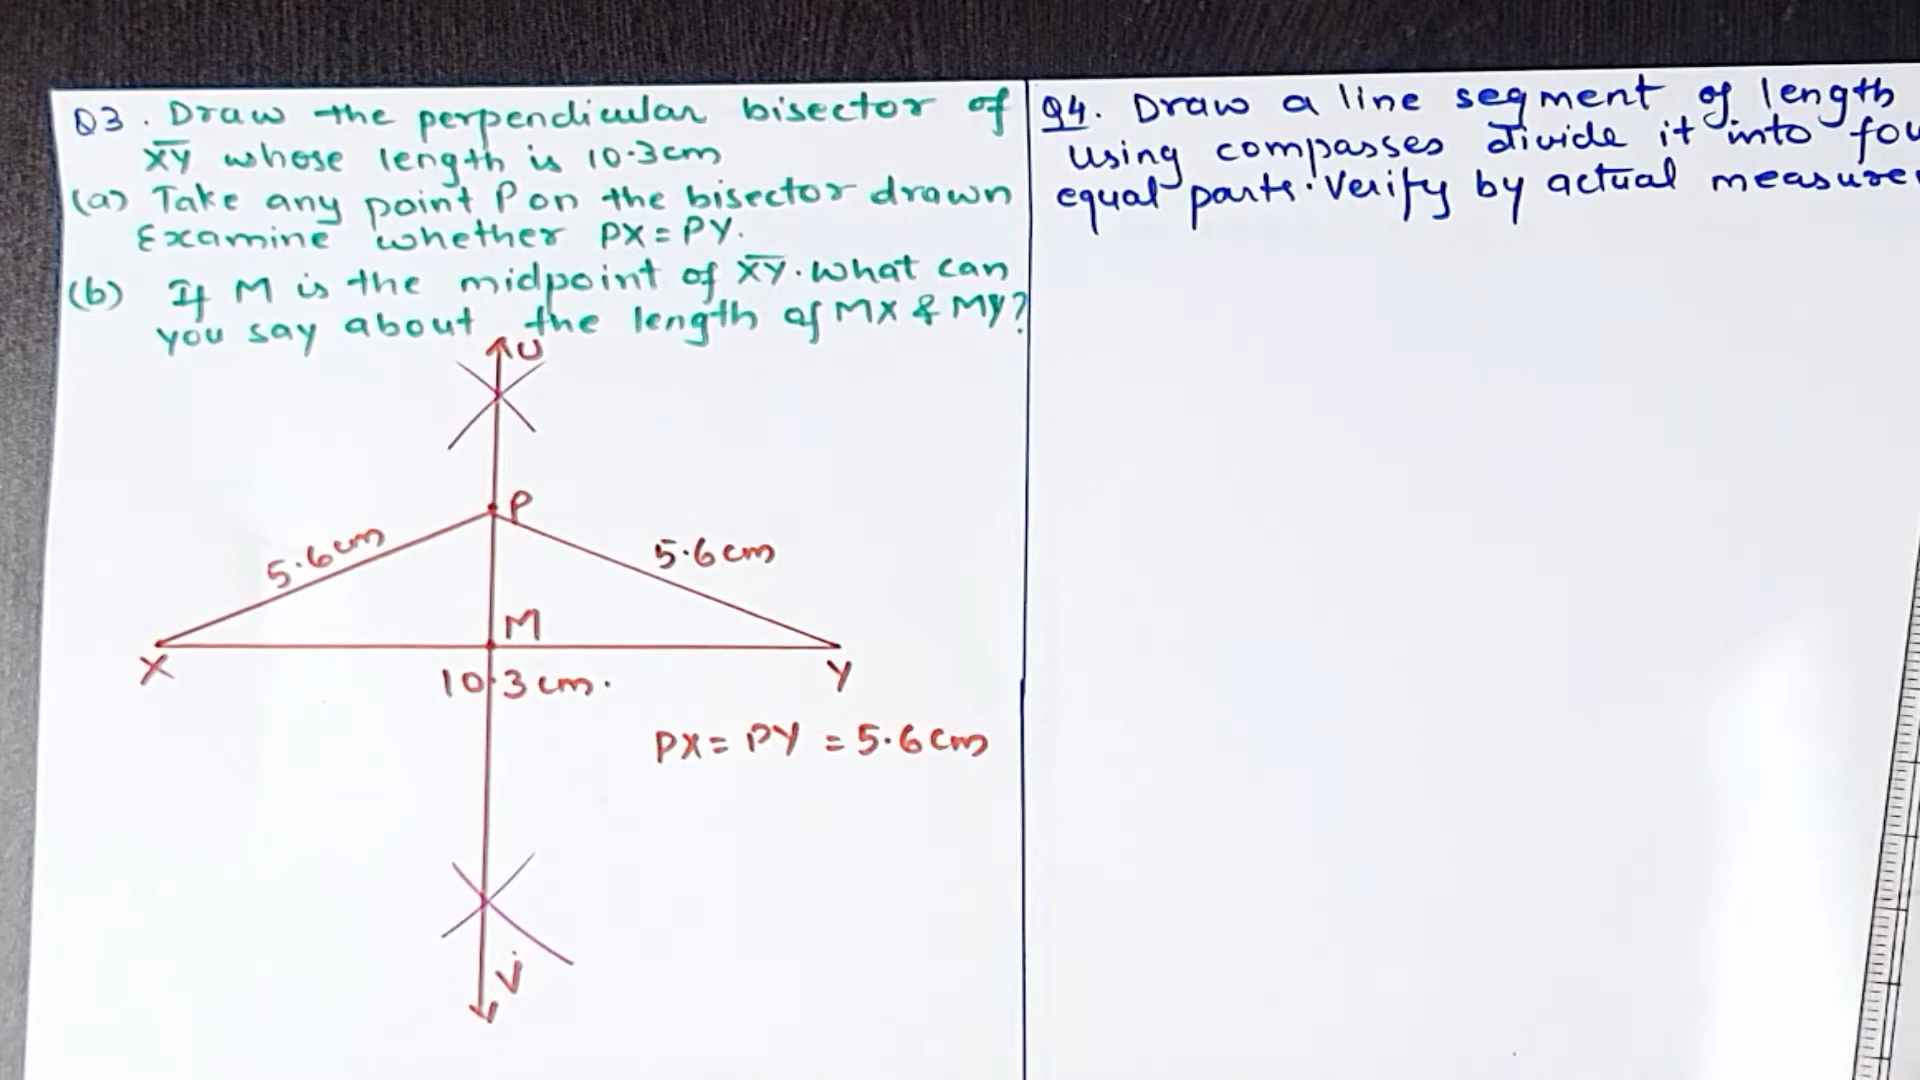 Q3. Draw the perpendicular bisector of
XY whose length is 10.3cm
(a) Take any point P on the bisector drawn
Examine whether PX = PY.
(b) If M is the midpoint of XY. What can
you say about the length of MX & MY?
U
P
5.6cm
5.6cm
M
X
Y
10.3cm.
PX = PY = 5.6cm
V
Q4. Draw a line segment of length
Using compasses divide it into
equal parts. Verify by actual